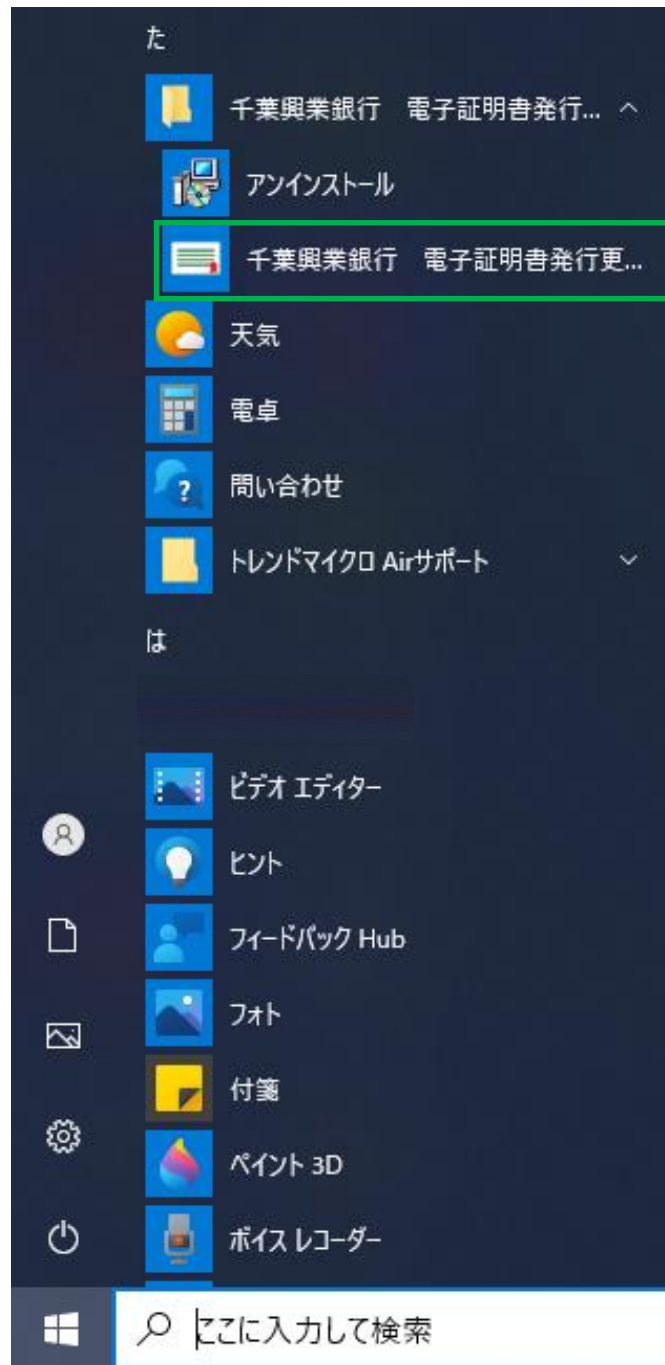 た
千葉興業銀行　電子証明書発行...
アンインストール
千葉興業銀行　電子証明書発行更...
天気
電卓
問い合わせ
トレンドマイクロ Airサポート
は
ビデオ エディター
ヒント
フィードバック Hub
フォト
付箋
ペイント 3D
ボイス レコーダー
ここに入力して検索